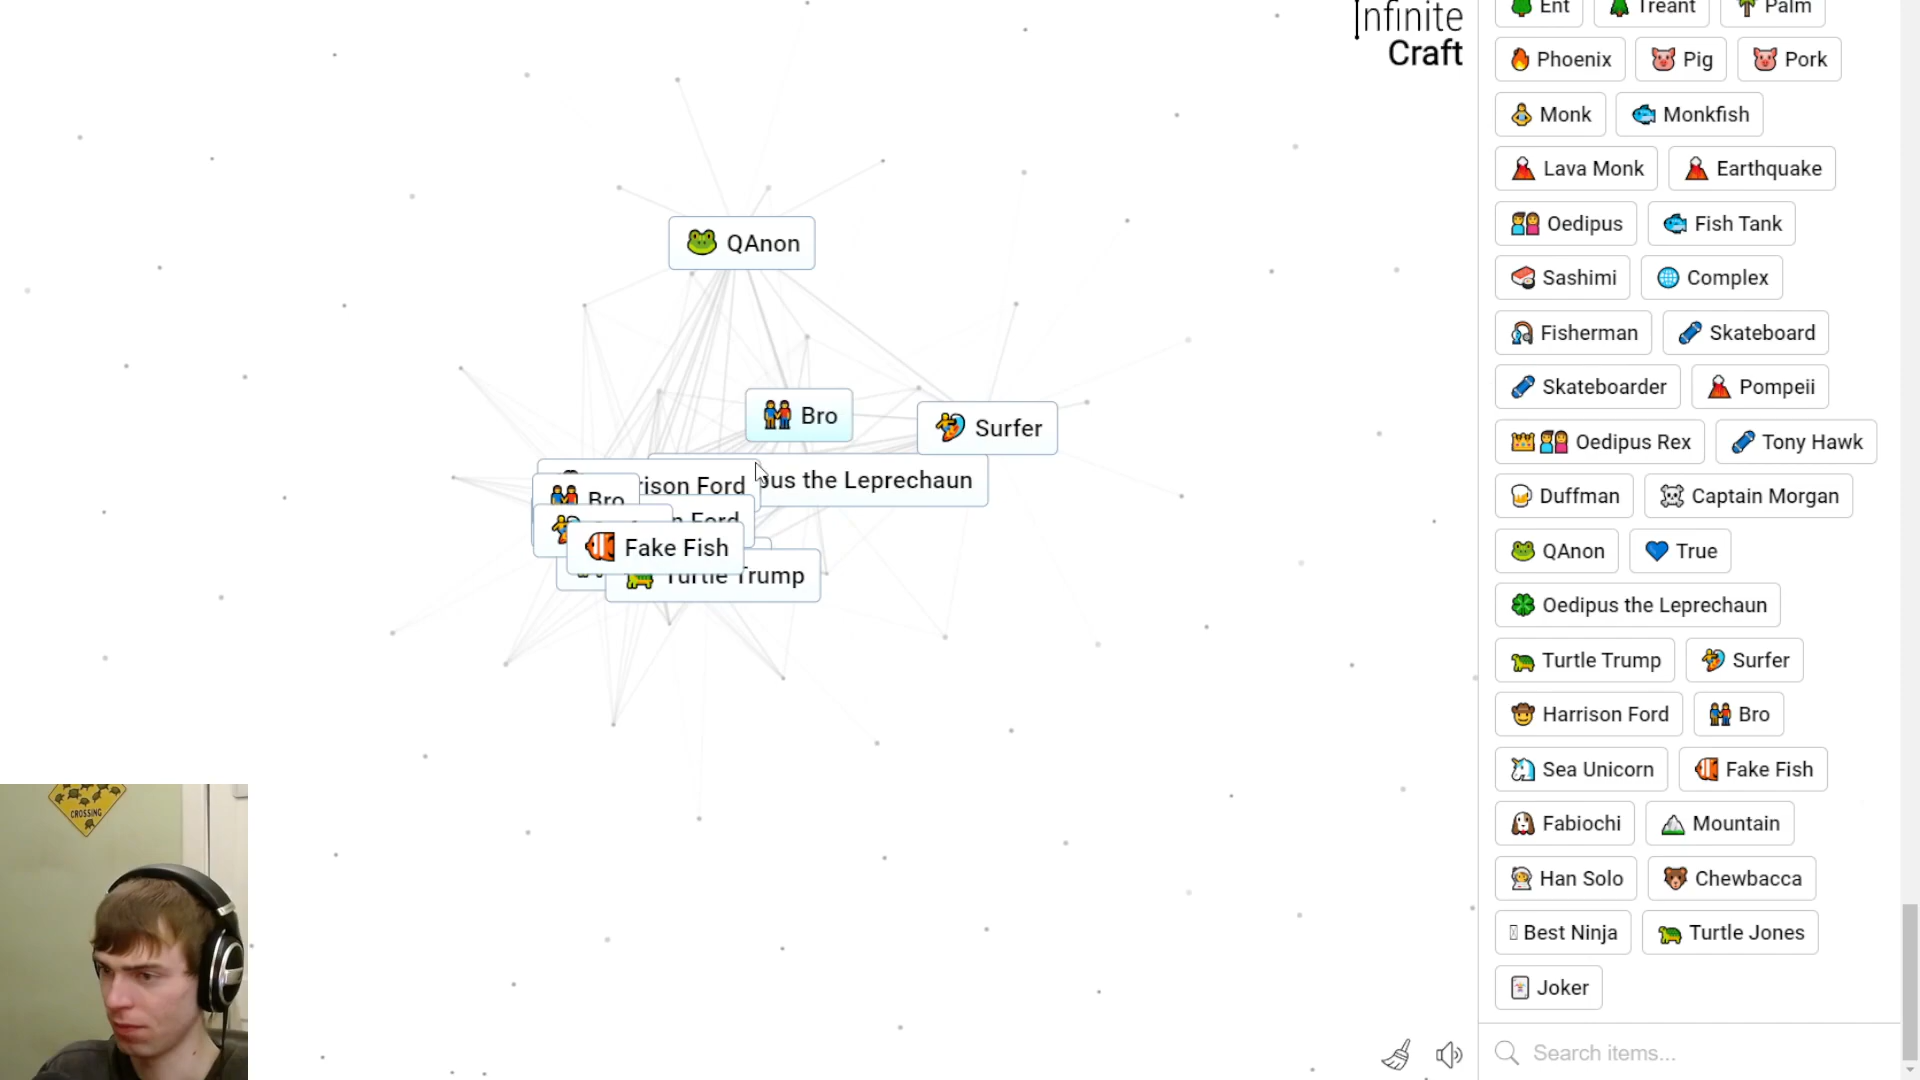 Infinite
Craft
Ent
Treant
Palm
Phoenix
Pig
Pork
Monk
Monkfish
Lava Monk
Earthquake
Oedipus
Fish Tank
Sashimi
Complex
Fisherman
Skateboard
Skateboarder
Pompeii
Oedipus Rex
Tony Hawk
Duffman
Captain Morgan
QAnon
True
Oedipus the Leprechaun
Turtle Trump
Surfer
Harrison Ford
Bro
Sea Unicorn
Fake Fish
Fabiochi
Mountain
Han Solo
Chewbacca
Best Ninja
Turtle Jones
Joker
Search items...
QAnon
Bro
Surfer
rison Ford
pus the Leprechaun
Bro
n Ford
Fake Fish
Turtle Trump
CROSSING